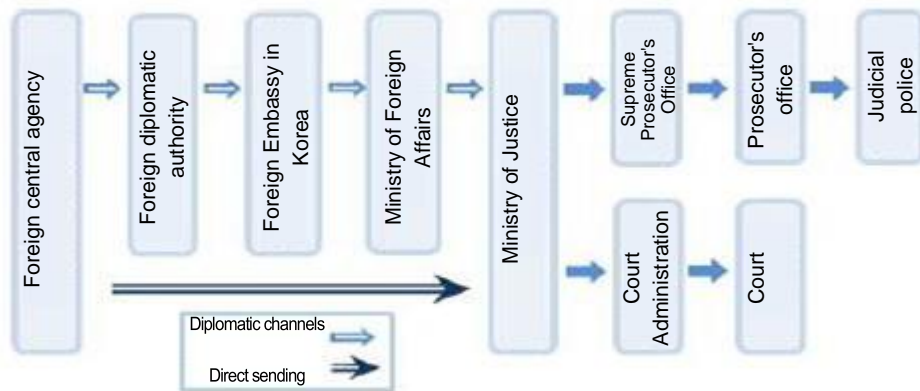 Foreign central agency
Foreign diplomatic
authority
Foreign Embassy in
Korea
Ministry of Foreign
Affairs
Ministry of Justice
Supreme
Prosecutor's
Office
Prosecutor's
office
Judicial
police
Court
Administration
Court
Diplomatic channels
Direct sending